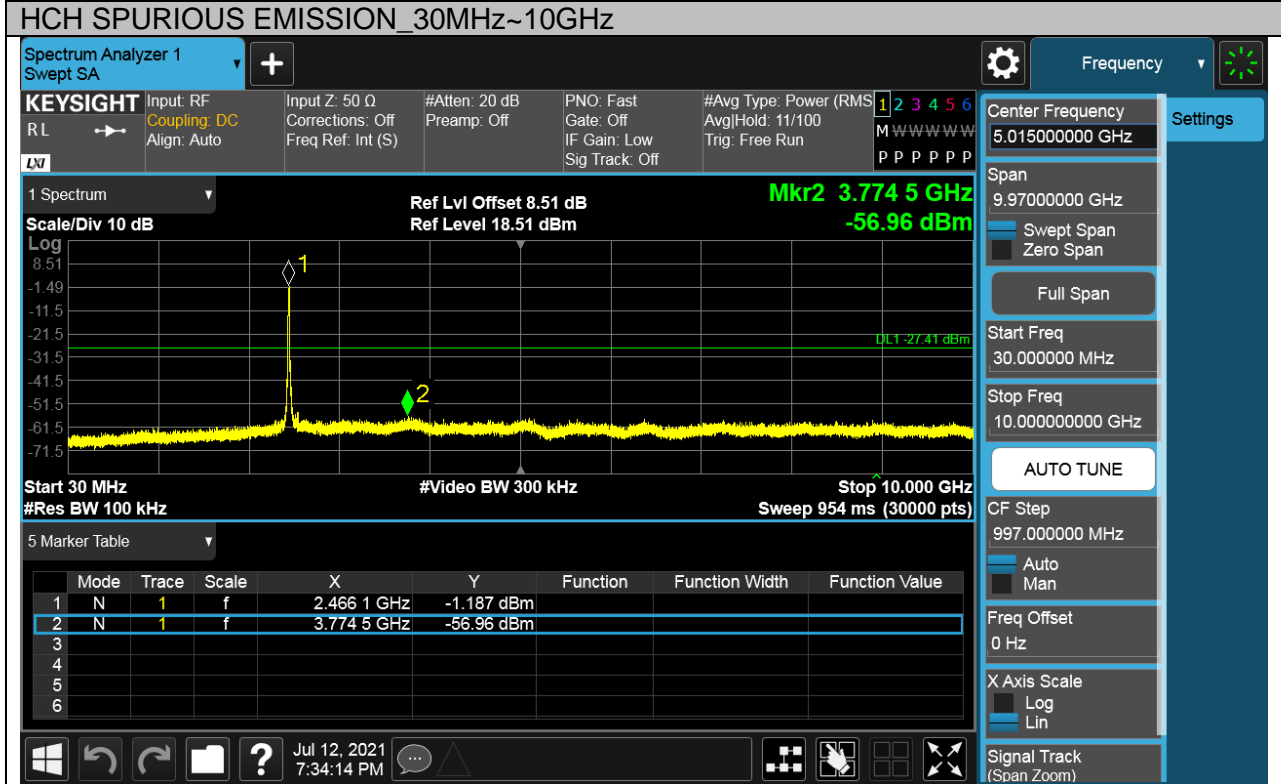 HCH SPURIOUS EMISSION_30MHz~10GHz
Spectrum Analyzer 1
Swept SA
Frequency
KEYSIGHT
RL
LXI
Input: RF
Coupling: DC
Align: Auto
Input Z: 50 Ω
Corrections: Off
Freq Ref: Int (S)
#Atten: 20 dB
Preamp: Off
PNO: Fast
Gate: Off
IF Gain: Low
Sig Track: Off
#Avg Type: Power (RMS
Avg|Hold: 11/100
Trig: Free Run
1 2 3 4 5 6
M W W W W W
P P P P P P
1 Spectrum
Scale/Div 10 dB
Ref Lvl Offset 8.51 dB
Ref Level 18.51 dBm
Mkr2 3.774 5 GHz
-56.96 dBm
Log
8.51
-1.49
-11.5
-21.5
-31.5
-41.5
-51.5
-61.5
-71.5
1
2
DL1 -27.41 dBm
Start 30 MHz
#Video BW 300 kHz
Stop 10.000 GHz
#Res BW 100 kHz
Sweep 954 ms (30000 pts)
5 Marker Table
Mode Trace Scale X Y Function Function Width Function Value
1 N 1 f 2.466 1 GHz -1.187 dBm
2 N 1 f 3.774 5 GHz -56.96 dBm
3
4
5
6
Jul 12, 2021
7:34:14 PM
Settings
Center Frequency
5.015000000 GHz
Span
9.97000000 GHz
Swept Span
Zero Span
Full Span
Start Freq
30.000000 MHz
Stop Freq
10.000000000 GHz
AUTO TUNE
CF Step
997.000000 MHz
Auto
Man
Freq Offset
0 Hz
X Axis Scale
Log
Lin
Signal Track
(Span Zoom)